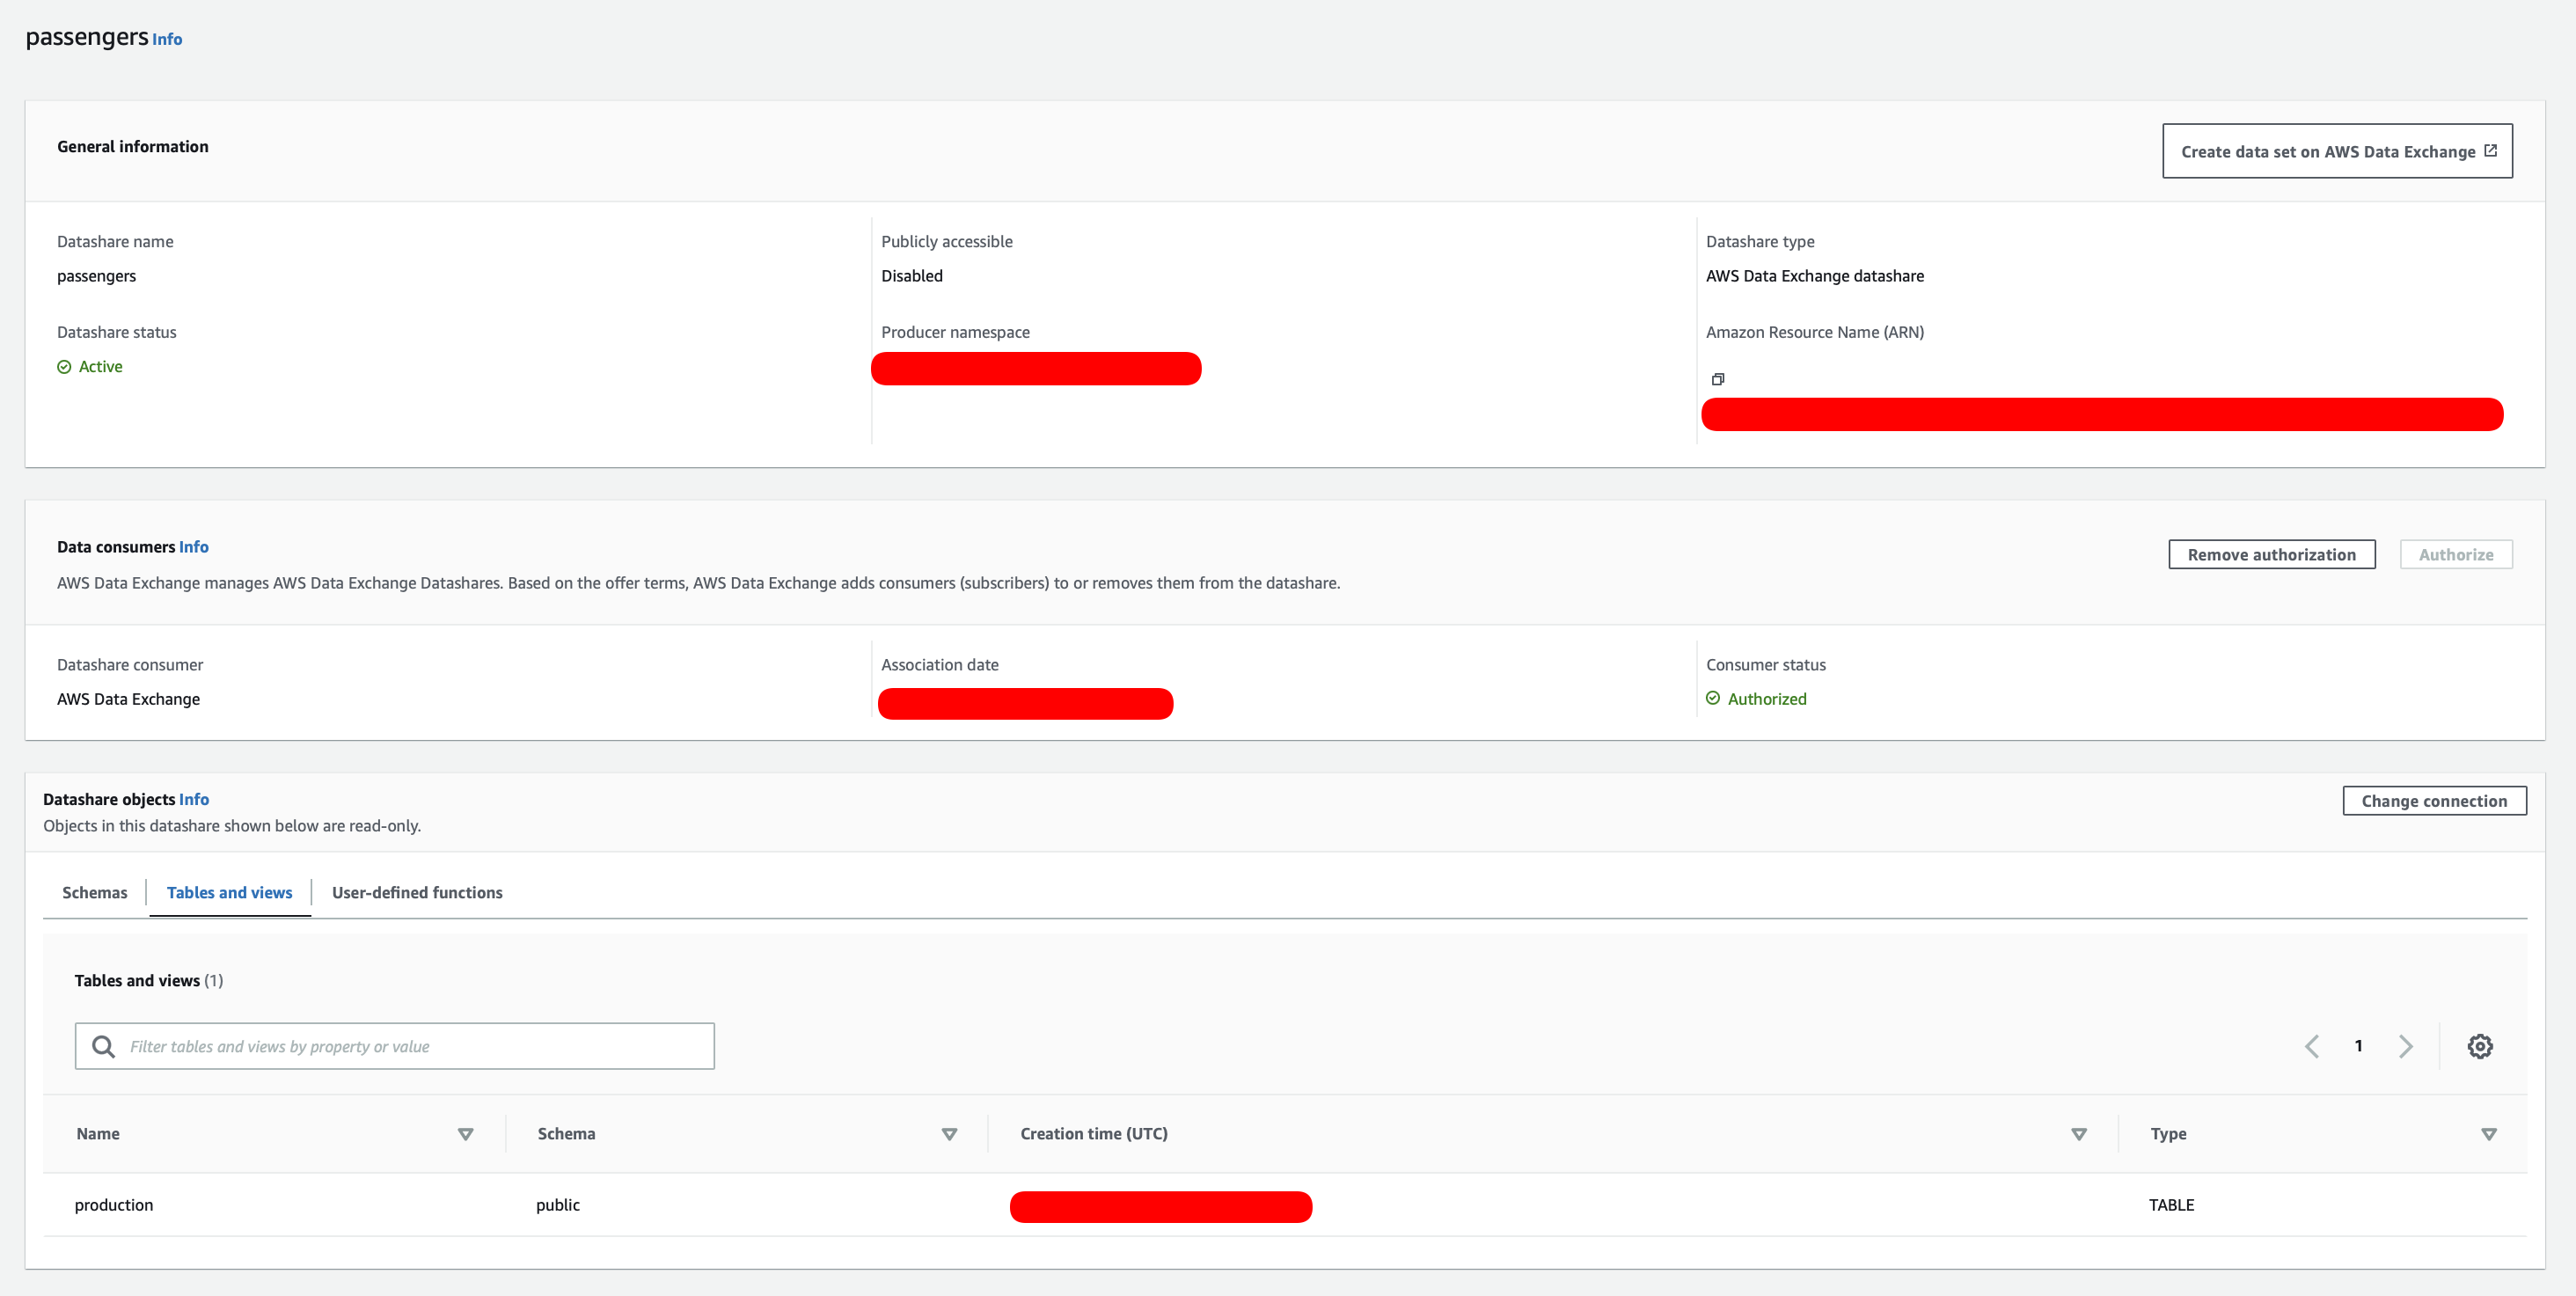 passengers Info
General information
Create data set on AWS Data Exchange
Datashare name
Publicly accessible
Datashare type
passengers
Disabled
AWS Data Exchange datashare
Datashare status
Producer namespace
Amazon Resource Name (ARN)
Active
Data consumers Info
Remove authorization
Authorize
AWS Data Exchange manages AWS Data Exchange Datashares. Based on the offer terms, AWS Data Exchange adds consumers (subscribers) to or removes them from the datashare.
Datashare consumer
Association date
Consumer status
AWS Data Exchange
Authorized
Datashare objects Info
Change connection
Objects in this datashare shown below are read-only.
Schemas
Tables and views
User-defined functions
Tables and views (1)
Filter tables and views by property or value
1
Name
Schema
Creation time (UTC)
Type
production
public
TABLE